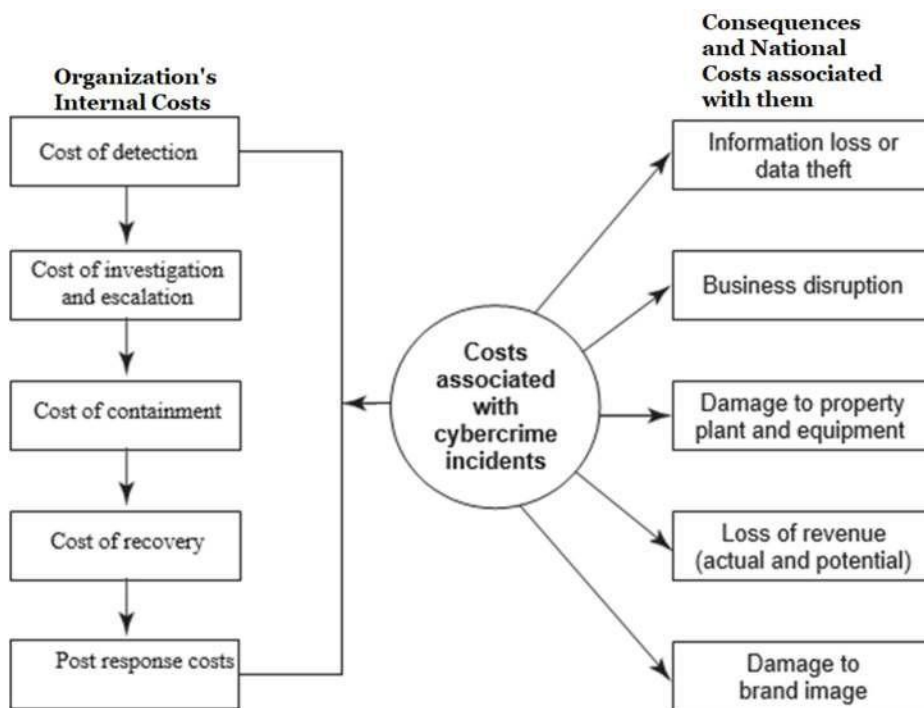 Organization's
Internal Costs
Cost of detection
Cost of investigation
and escalation
Cost of containment
Cost of recovery
Post response costs
Costs
associated
with
cybercrime
incidents
Consequences
and National
Costs associated
with them
Information loss or
data theft
Business disruption
Damage to property
plant and equipment
Loss of revenue
(actual and potential)
Damage to
brand image